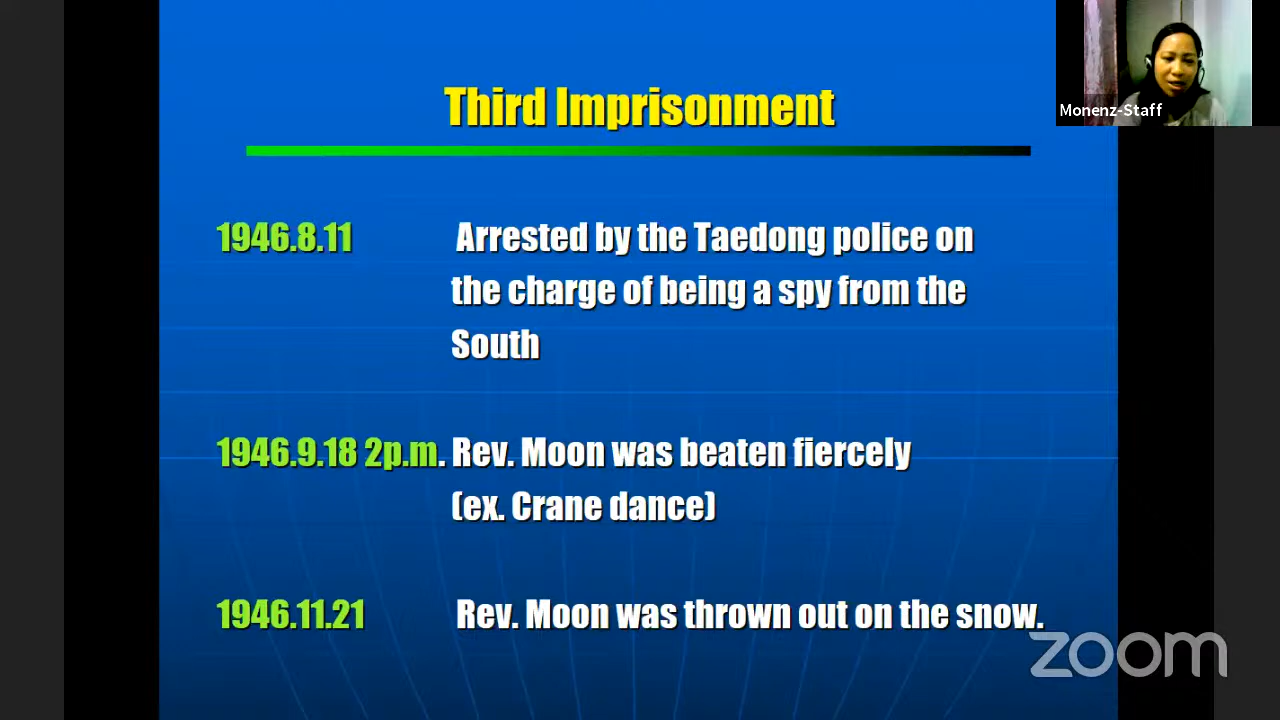 Third Imprisonment
Monenz-Staff
1946.8.11 Arrested by the Taedong police on
the charge of being a spy from the
South
1946.9.18 2p.m. Rev. Moon was beaten fiercely
(ex. Crane dance)
1946.11.21 Rev. Moon was thrown out on the snow.
zoom